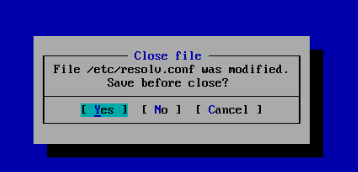 Close file
File /etc/resolv.conf was modified.
Save before close?
[ Yes ] [ No ] [ Cancel ]